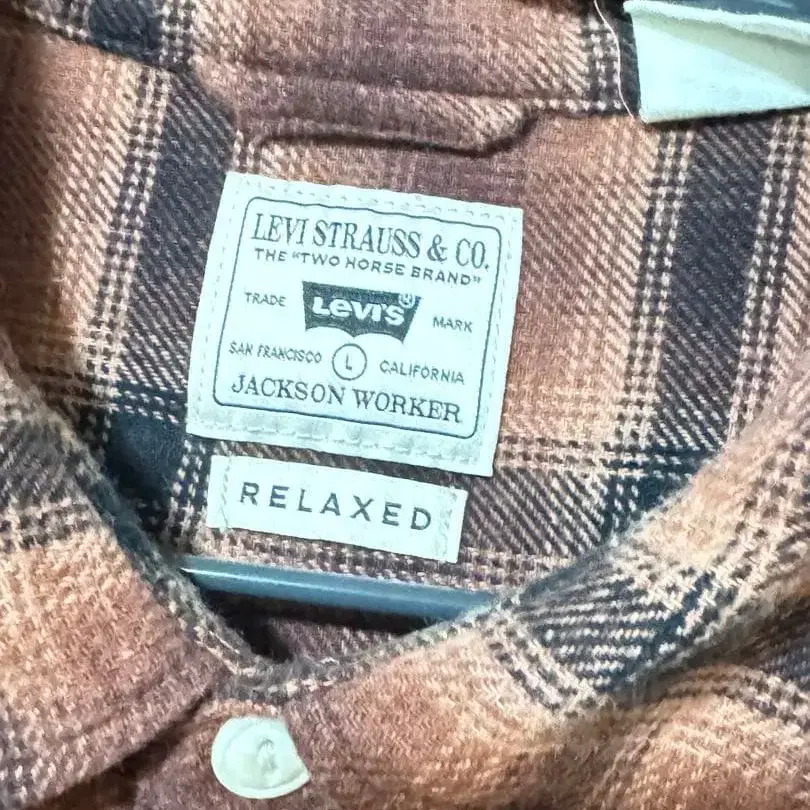 LEVI STRAUSS & CO.
THE "TWO HORSE BRAND"
TRADE Levi's® MARK
SAN FRANCISCO L CALIFORNIA
JACKSON WORKER
RELAXED